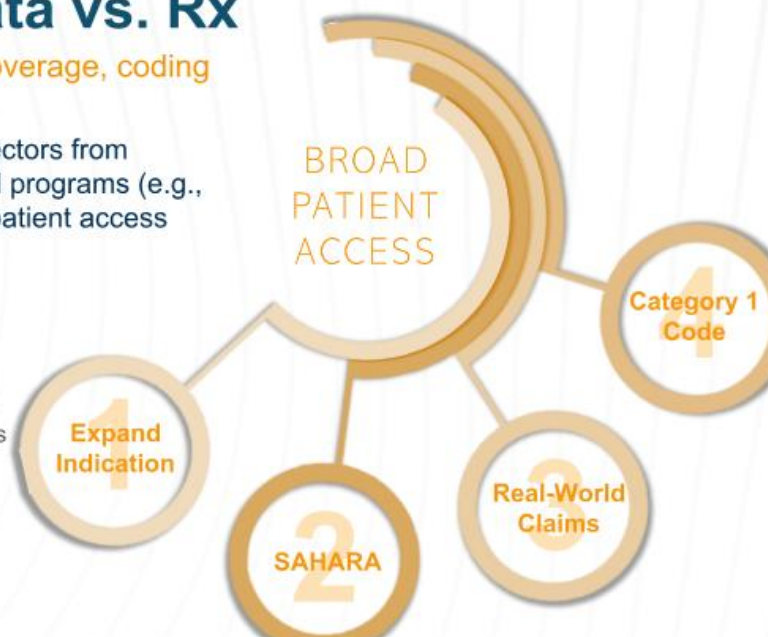 ata vs. Rx
overage, coding
ectors from
l programs (e.g.,
patient access
BROAD
PATIENT
ACCESS
s
1
Expand
Indication
2
SAHARA
3
Real-World
Claims
4
Category 1
Code